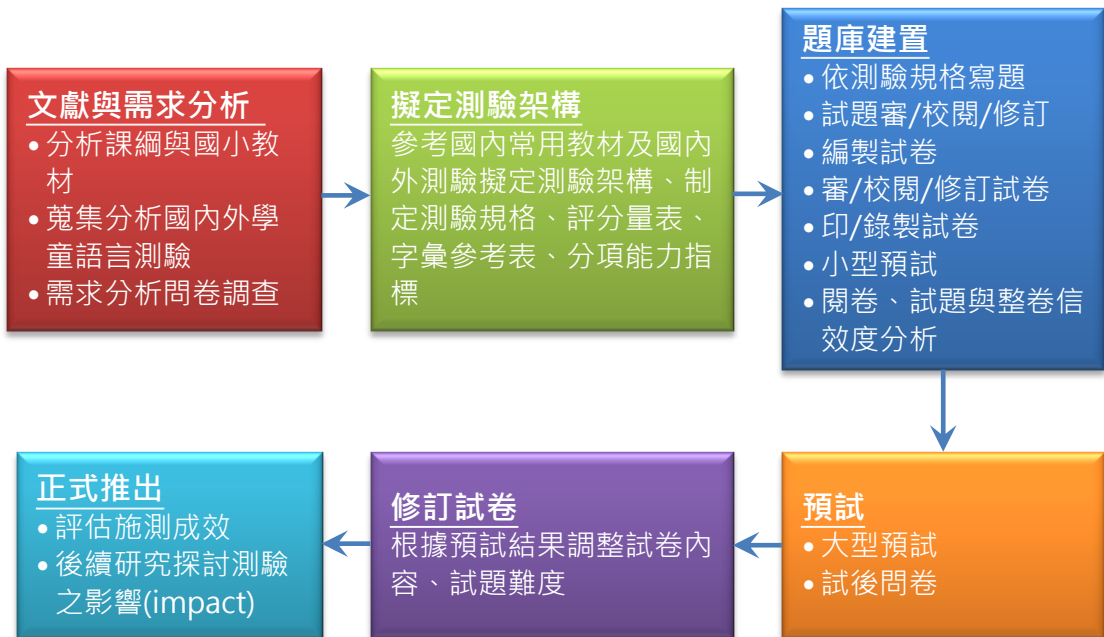 文獻與需求分析
• 分析課綱與國小教
材
• 蒐集分析國內外學
童語言測驗
• 需求分析問卷調查
擬定測驗架構
參考國內常用教材及國內
外測驗擬定測驗架構、制
定測驗規格、評分量表、
字彙參考表、分項能力指
標
題庫建置
• 依測驗規格寫題
• 試題審/校閱/修訂
• 編製試卷
• 審/校閱/修訂試卷
• 印/錄製試卷
• 小型預試
• 閱卷、試題與整卷信
效度分析
預試
• 大型預試
• 試後問卷
修訂試卷
根據預試結果調整試卷內
容、試題難度
正式推出
• 評估施測成效
• 後續研究探討測驗
之影響(impact)